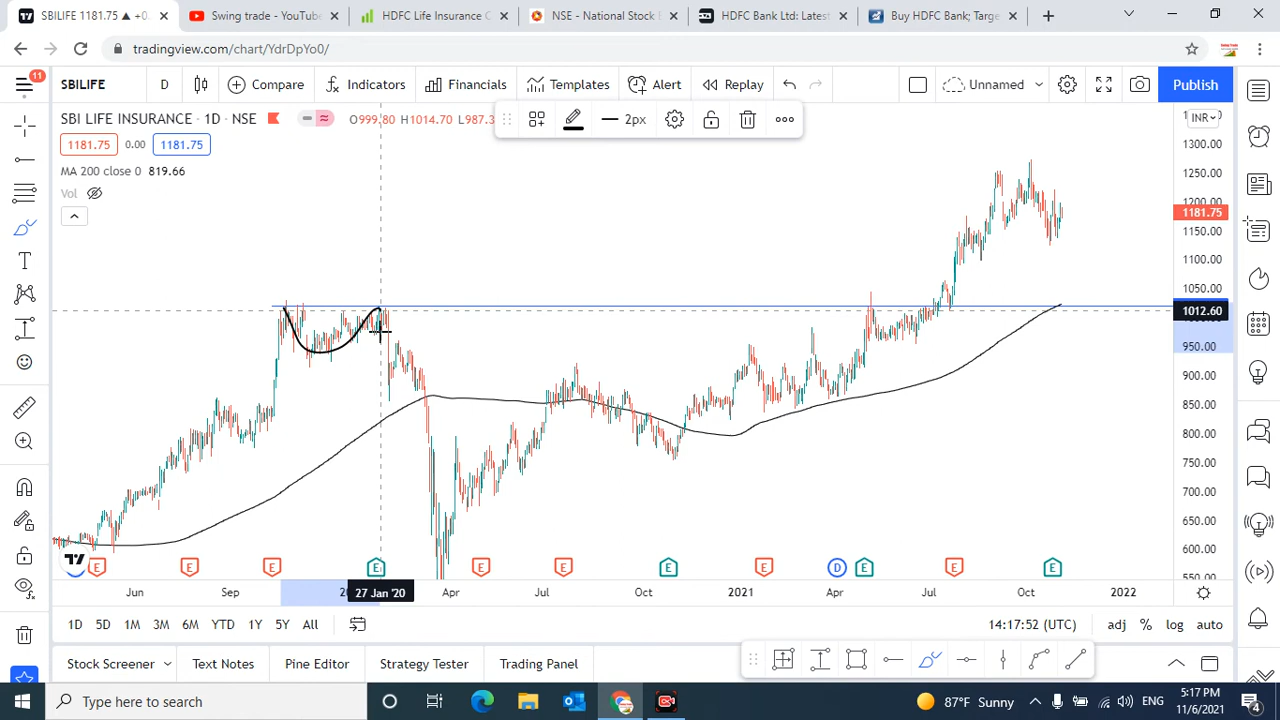 SBILIFE · TradingView 1181.75 ▲ +0.
Swing trade - YouTube
HDFC Life Insurance C
NSE - National Stock E
HDFC Bank Ltd: Latest
Buy HDFC Bank; Targe
tradingview.com/chart/YdrDpYo0/
11
SBILIFE
D
Compare
Indicators
Financials
Templates
Alert
Replay
Unnamed
Publish
SBI LIFE INSURANCE · 1D · NSE
O999.80 H1014.70 L987.3
2px
INR
1181.75 0.00 1181.75
MA 200 close 0 819.66
Vol
1300.00
1250.00
1200.00
1181.75
1150.00
1100.00
1050.00
1012.60
950.00
900.00
850.00
800.00
750.00
700.00
650.00
600.00
550.00
E E E E E E E E D E E E
Jun Sep 27 Jan '20 Apr Jul Oct 2021 Apr Jul Oct 2022
1D 5D 1M 3M 6M YTD 1Y 5Y All
14:17:52 (UTC) adj % log auto
Stock Screener Text Notes Pine Editor Strategy Tester Trading Panel
Type here to search
87°F Sunny
ENG
5:17 PM
11/6/2021
4